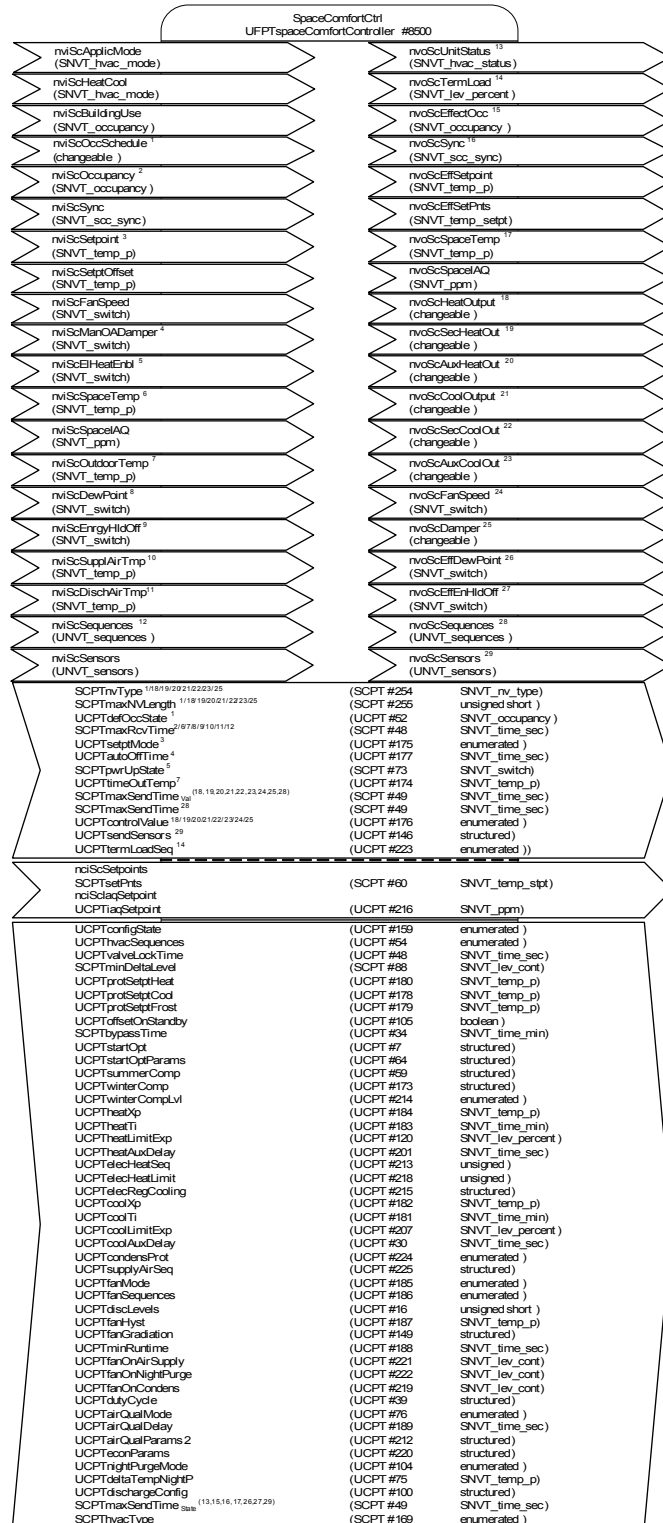 SpaceComfortCtrl
UFPTspaceComfortController #8500
nviScApplicMode
(SNVT_hvac_mode)
nvoScUnitStatus 13
(SNVT_hvac_status)
nviScHeatCool
(SNVT_hvac_mode)
nvoScTermLoad 14
(SNVT_lev_percent )
nviScBuildingUse
(SNVT_occupancy )
nvoScEffectOcc 15
(SNVT_occupancy )
nviScOccSchedule 1
(changeable )
nvoScSync 16
(SNVT_scc_sync)
nviScOccupancy 2
(SNVT_occupancy )
nvoScEffSetpoint
(SNVT_temp_p)
nviScSync
(SNVT_scc_sync)
nvoScEffSetPnts
(SNVT_temp_setpt)
nviScSetpoint 3
(SNVT_temp_p)
nvoScSpaceTemp 17
(SNVT_temp_p)
nviScSetptOffset
(SNVT_temp_p)
nvoScSpaceIAQ
(SNVT_ppm)
nviScFanSpeed
(SNVT_switch)
nvoScHeatOutput 18
(changeable )
nviScManOADamper 4
(SNVT_switch)
nvoScSecHeatOut 19
(changeable )
nviScElHeatEnbl 5
(SNVT_switch)
nvoScAuxHeatOut 20
(changeable )
nviScSpaceTemp 6
(SNVT_temp_p)
nvoScCoolOutput 21
(changeable )
nviScSpaceIAQ
(SNVT_ppm)
nvoScSecCoolOut 22
(changeable )
nviScOutdoorTemp 7
(SNVT_temp_p)
nvoScAuxCoolOut 23
(changeable )
nviScDewPoint 8
(SNVT_switch)
nvoScFanSpeed 24
(SNVT_switch)
nviScEnrgyHldOff 9
(SNVT_switch)
nvoScDamper 25
(changeable )
nviScSupplAirTmp 10
(SNVT_temp_p)
nvoScEffDewPoint 26
(SNVT_switch)
nviScDischAirTmp 11
(SNVT_temp_p)
nvoScEffEnHldOff 27
(SNVT_switch)
nviScSequences 12
(UNVT_sequences )
nvoScSequences 28
(UNVT_sequences )
nviScSensors
(UNVT_sensors)
nvoScSensors 29
(UNVT_sensors)
SCPTnvType 1/18/19/20/21/22/23/25 (SCPT #254 SNVT_nv_type)
SCPTmaxNVLength 1/18/19/20/21/22/23/25 (SCPT #255 unsigned short )
UCPTdefOccState 1 (UCPT #52 SNVT_occupancy )
SCPTmaxRcvTime 2/6/7/8/9/10/11/12 (SCPT #48 SNVT_time_sec)
UCPTsetptMode 3 (UCPT #175 enumerated )
UCPTautoOffTime 4 (UCPT #177 SNVT_time_sec)
SCPTpwrUpState 5 (SCPT #73 SNVT_switch)
UCPTtimeOutTemp 7 (UCPT #174 SNVT_temp_p)
SCPTmaxSendTime Val (18, 19, 20, 21, 22, 23, 24, 25, 28) (SCPT #49 SNVT_time_sec)
SCPTmaxSendTime 28 (SCPT #49 SNVT_time_sec)
UCPTcontrolValue 18/19/20/21/22/23/24/25 (UCPT #176 enumerated )
UCPTsendSensors 29 (UCPT #146 structured)
UCPTtermLoadSeq 14 (UCPT #223 enumerated ))
nciScSetpoints
SCPTsetPnts (SCPT #60 SNVT_temp_stpt)
nciScIaqSetpoint
UCPTiaqSetpoint (UCPT #216 SNVT_ppm)
UCPTconfigState (UCPT #159 enumerated )
UCPThvacSequences (UCPT #54 enumerated )
UCPTvalveLockTime (UCPT #48 SNVT_time_sec)
SCPTminDeltaLevel (SCPT #88 SNVT_lev_cont)
UCPTprotSetptHeat (UCPT #180 SNVT_temp_p)
UCPTprotSetptCool (UCPT #178 SNVT_temp_p)
UCPTprotSetptFrost (UCPT #179 SNVT_temp_p)
UCPToffsetOnStandby (UCPT #105 boolean )
SCPTbypassTime (UCPT #34 SNVT_time_min)
UCPTstartOpt (UCPT #7 structured)
UCPTstartOptParams (UCPT #64 structured)
UCPTsummerComp (UCPT #59 structured)
UCPTwinterComp (UCPT #173 structured)
UCPTwinterCompLvl (UCPT #214 enumerated )
UCPTheatXp (UCPT #184 SNVT_temp_p)
UCPTheatTi (UCPT #183 SNVT_time_min)
UCPTheatLimitExp (UCPT #120 SNVT_lev_percent )
UCPTheatAuxDelay (UCPT #201 SNVT_time_sec)
UCPTelecHeatSeq (UCPT #213 unsigned )
UCPTelecHeatLimit (UCPT #218 unsigned )
UCPTelecRegCooling (UCPT #215 structured)
UCPTcoolXp (UCPT #182 SNVT_temp_p)
UCPTcoolTi (UCPT #181 SNVT_time_min)
UCPTcoolLimitExp (UCPT #207 SNVT_lev_percent )
UCPTcoolAuxDelay (UCPT #30 SNVT_time_sec)
UCPTcondensProt (UCPT #224 enumerated )
UCPTsupplyAirSeq (UCPT #225 structured)
UCPTfanMode (UCPT #185 enumerated )
UCPTfanSequences (UCPT #186 enumerated )
UCPTdiscLevels (UCPT #16 unsigned short )
UCPTfanHyst (UCPT #187 SNVT_temp_p)
UCPTfanGradiation (UCPT #149 structured)
UCPTminRuntime (UCPT #188 SNVT_time_sec)
UCPTfanOnAirSupply (UCPT #221 SNVT_lev_cont)
UCPTfanOnNightPurge (UCPT #222 SNVT_lev_cont)
UCPTfanOnCondens (UCPT #219 SNVT_lev_cont)
UCPTdutyCycle (UCPT #39 structured)
UCPTairQualMode (UCPT #76 enumerated )
UCPTairQualDelay (UCPT #189 SNVT_time_sec)
UCPTairQualParams 2 (UCPT #212 structured)
UCPTeconParams (UCPT #220 structured)
UCPTnightPurgeMode (UCPT #104 enumerated )
UCPTdeltaTempNightP (UCPT #75 SNVT_temp_p)
UCPTdischargeConfig (UCPT #100 structured)
SCPTmaxSendTime State (13,15,16, 17, 26,27,29) (SCPT #49 SNVT_time_sec)
SCPThvacType (SCPT #169 enumerated )